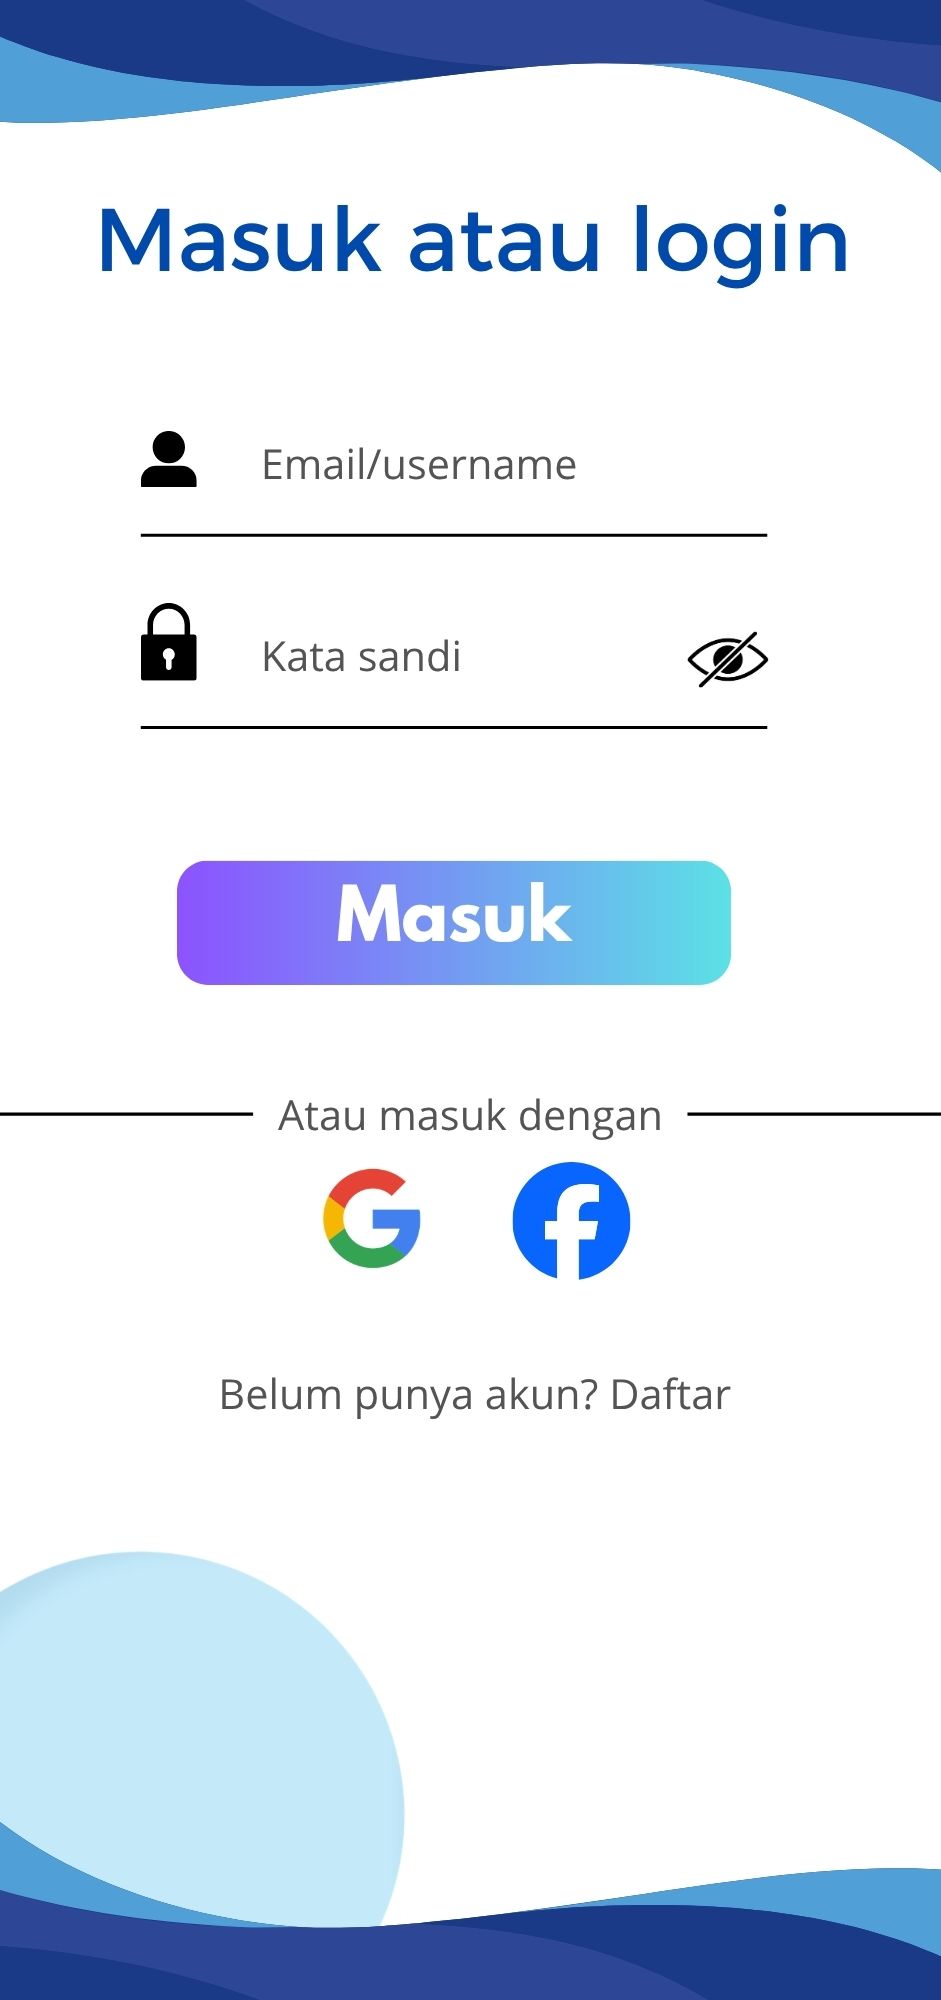 Masuk atau login
Email/username
Kata sandi
Masuk
Atau masuk dengan
Belum punya akun? Daftar